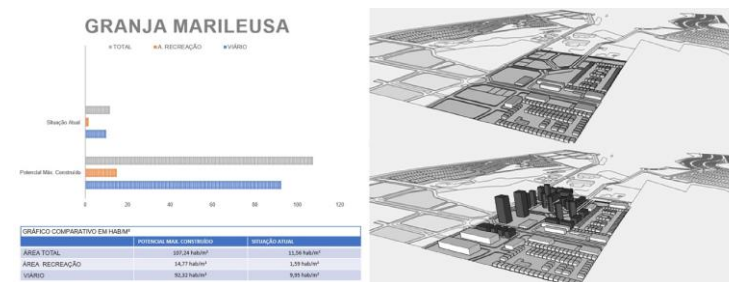 GRANJA MARILEUSA
TOTAL A. RECREAÇÃO VIÁRIO
Situação Atual
Potencial Máx. Construído
0 20 40 60 80 100 120
GRÁFICO COMPARATIVO EM HAB/M²
POTENCIAL MAX. CONSTRUÍDO SITUAÇÃO ATUAL
ÁREA TOTAL 107,24 hab/m² 11,54 hab/m²
ÁREA RECREAÇÃO 14,77 hab/m² 1,59 hab/m²
VIÁRIO 92,32 hab/m² 9,95 hab/m²